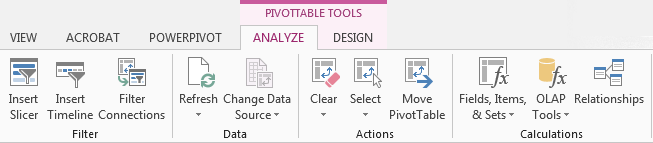 PIVOTTABLE TOOLS
VIEW ACROBAT POWERPIVOT ANALYZE DESIGN
Insert Insert Filter Refresh Change Data Clear Select Move Fields, Items, OLAP Relationships
Slicer Timeline Connections Source PivotTable & Sets Tools
Filter Data Actions Calculations